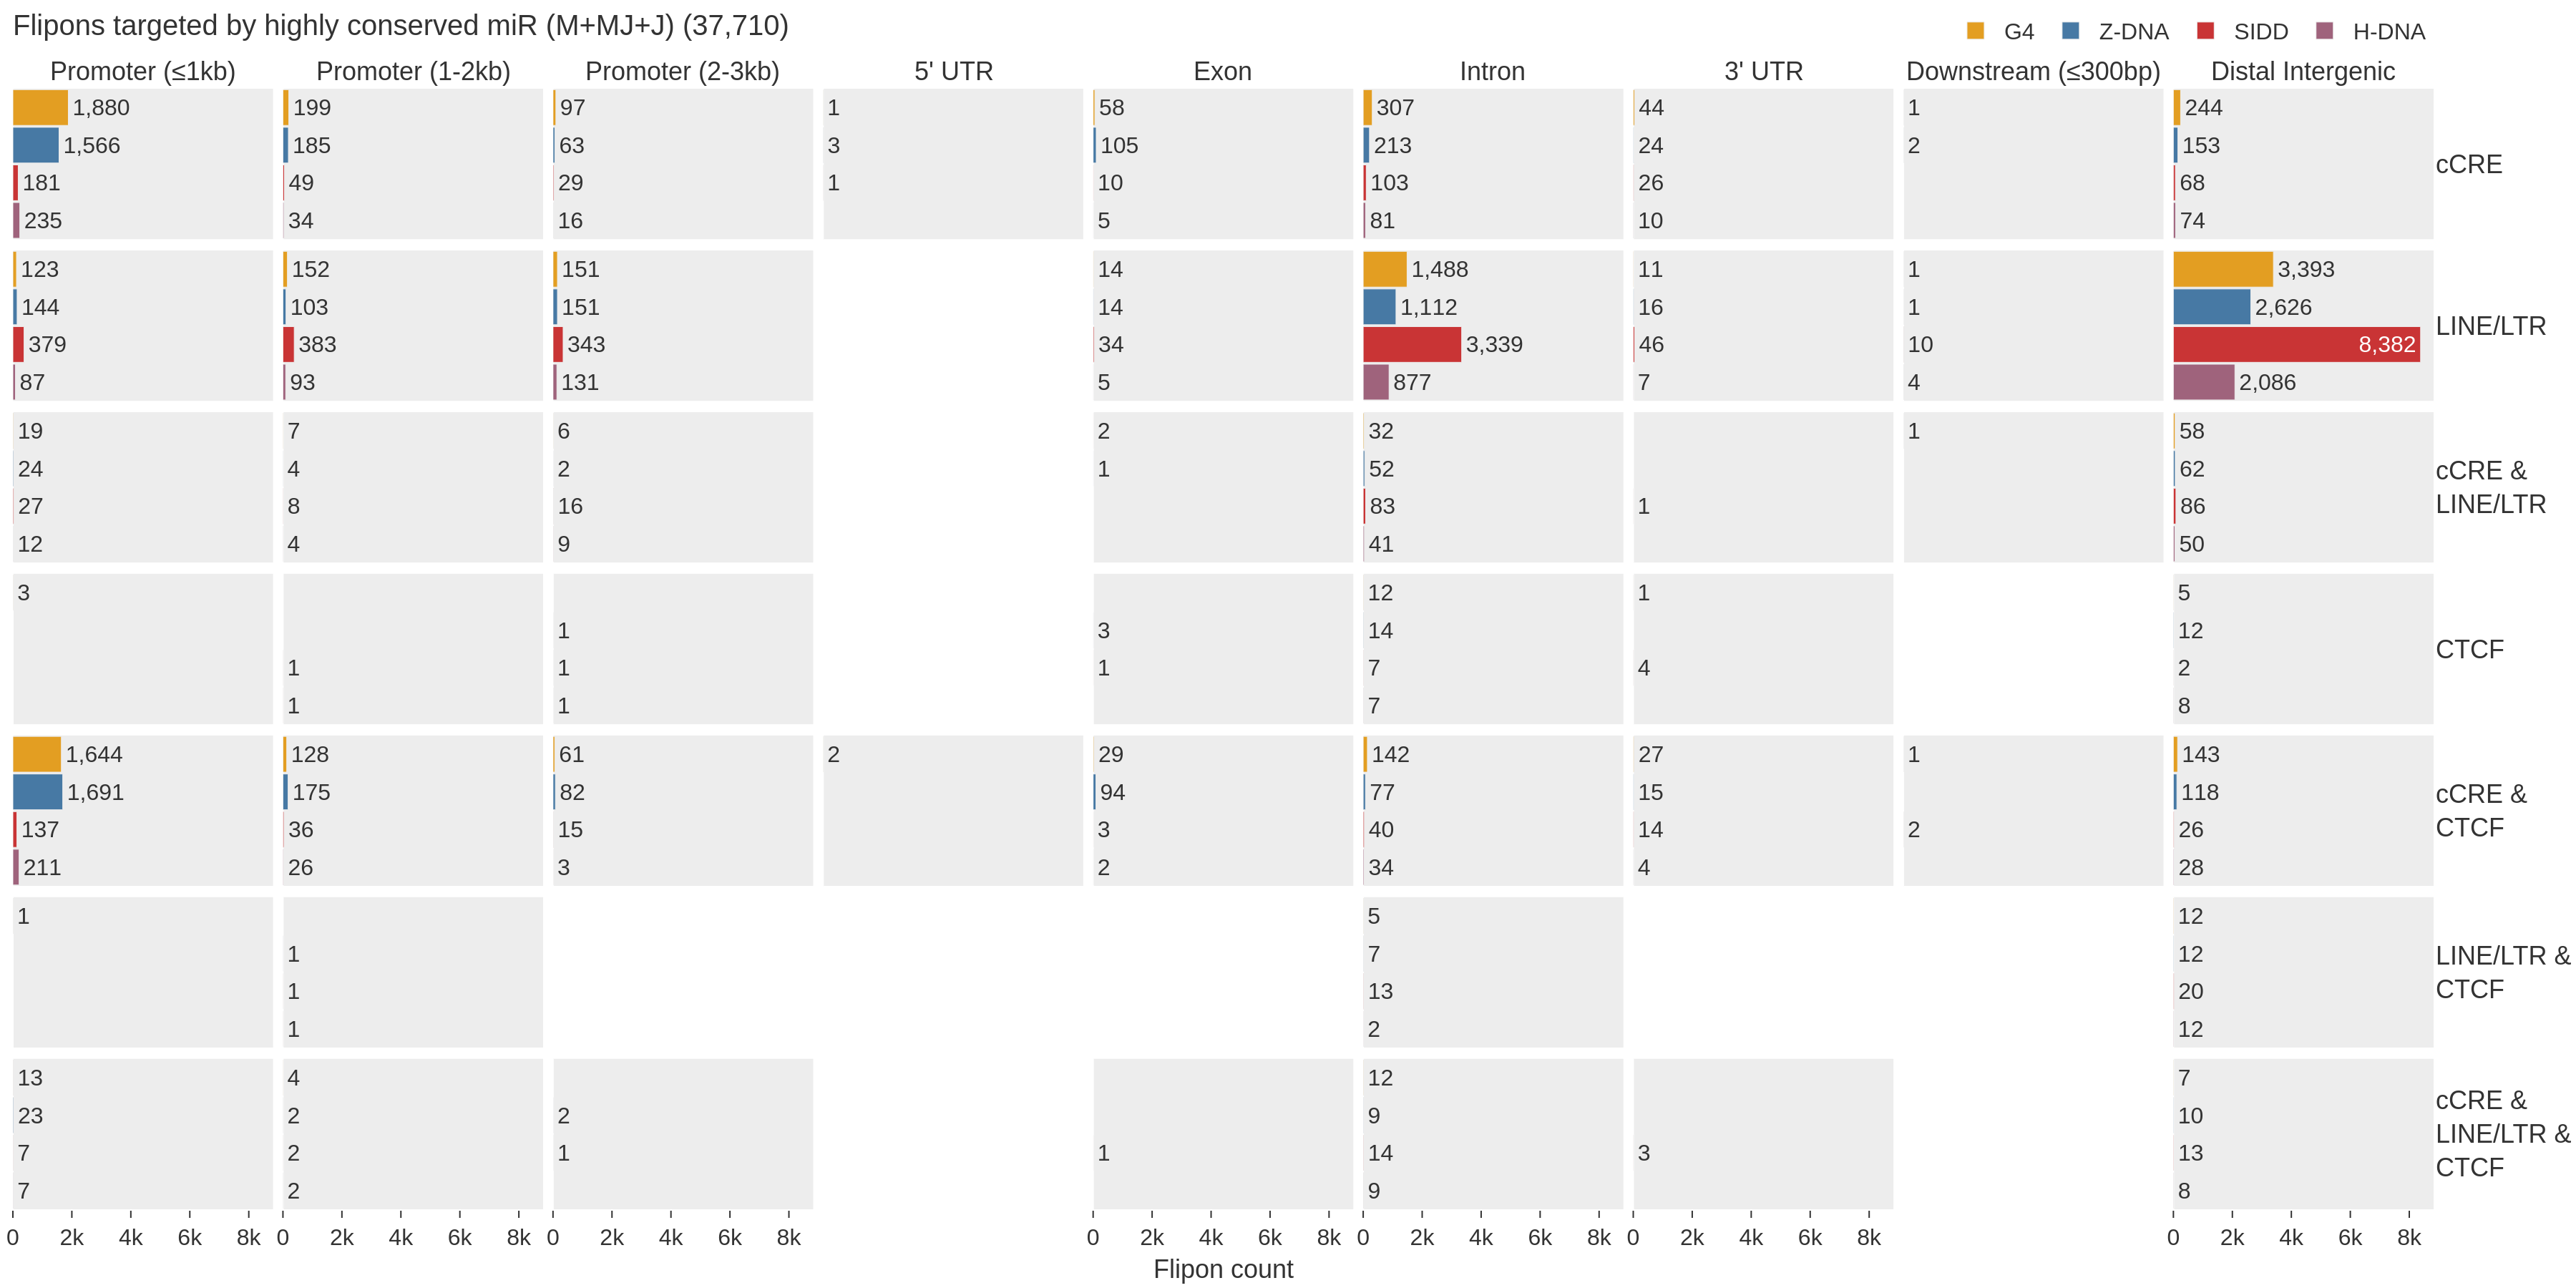 Flipons targeted by highly conserved miR (M+MJ+J) (37,710)
G4 Z-DNA SIDD H-DNA
Promoter (≤1kb) Promoter (1-2kb) Promoter (2-3kb) 5' UTR Exon Intron 3' UTR Downstream (≤300bp) Distal Intergenic
1,880 199 97 1 58 307 44 1 244
1,566 185 63 3 105 213 24 2 153
cCRE
181 49 29 1 10 103 26 68
235 34 16 5 81 10 74
123 152 151 14 1,488 11 1 3,393
144 103 151 14 1,112 16 1 2,626
LINE/LTR
379 383 343 34 3,339 46 10 8,382
87 93 131 5 877 7 4 2,086
19 7 6 2 32 1 58
24 4 2 1 52 62
cCRE &
LINE/LTR
27 8 16 83 1 86
12 4 9 41 50
3 12 1 5
1 3 14 12
CTCF
1 1 1 7 4 2
1 1 7 8
1,644 128 61 2 29 142 27 1 143
1,691 175 82 94 77 15 118
cCRE &
CTCF
137 36 15 3 40 14 2 26
211 26 3 2 34 4 28
1 5 12
1 7 12
LINE/LTR &
CTCF
1 13 20
1 2 12
13 4 12 7
23 2 2 9 10
cCRE &
LINE/LTR &
CTCF
7 2 1 1 14 3 13
7 2 9 8
0 2k 4k 6k 8k 0 2k 4k 6k 8k 0 2k 4k 6k 8k 0 2k 4k 6k 8k 0 2k 4k 6k 8k 0 2k 4k 6k 8k 0 2k 4k 6k 8k
Flipon count